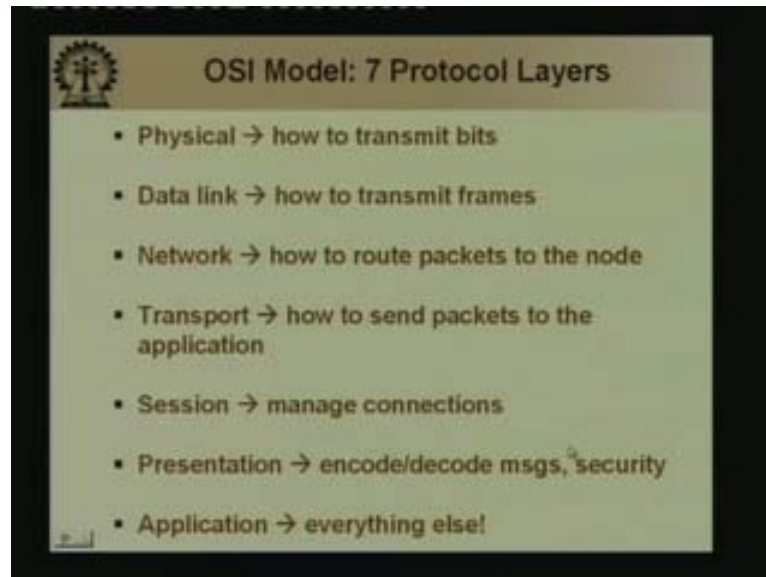 OSI Model: 7 Protocol Layers
▪ Physical → how to transmit bits
▪ Data link → how to transmit frames
▪ Network → how to route packets to the node
▪ Transport → how to send packets to the
application
▪ Session → manage connections
▪ Presentation → encode/decode msgs, security
▪ Application → everything else!